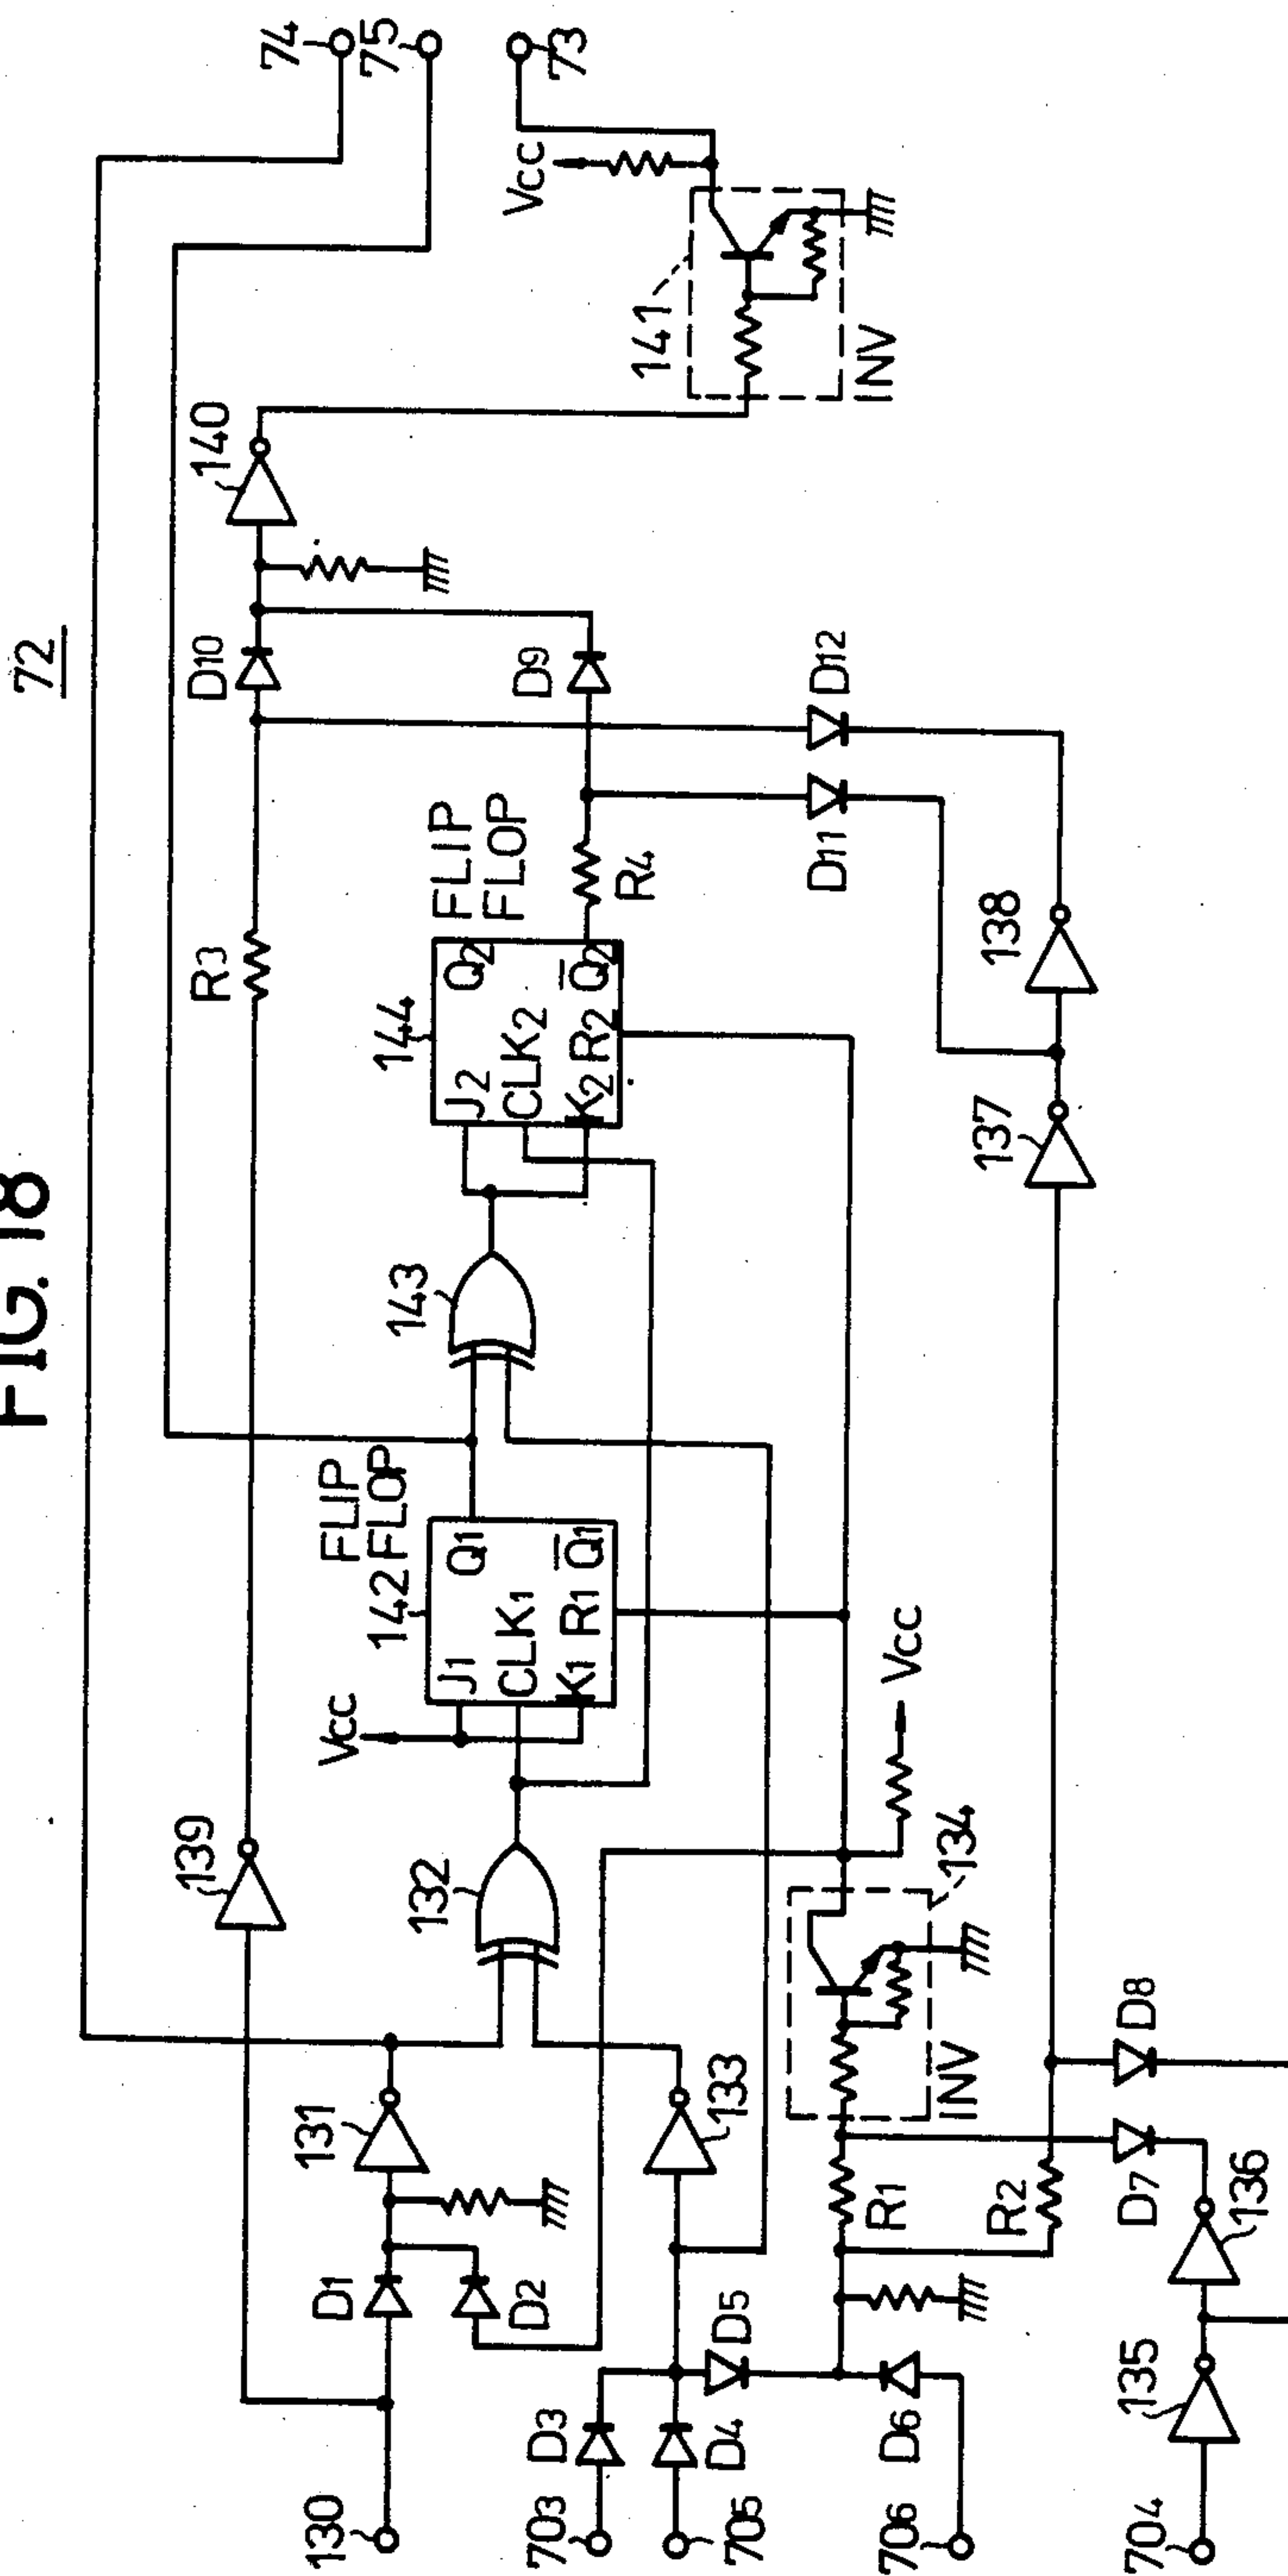 FIG. 18
72
74
75
73
Vcc
141
INV
140
D10
D9
D12
D11
R3
FLIP
FLOP
R4
144
J2
Q2
CLK2
K2
R2
Q̅2
138
137
143
FLIP
142 FLOP
J1
Q1
CLK1
K1
R1
Q̅1
Vcc
Vcc
139
132
134
INV
131
133
D1
D2
D3
D4
D5
D6
D7
D8
R1
R2
136
135
130
703
705
706
704